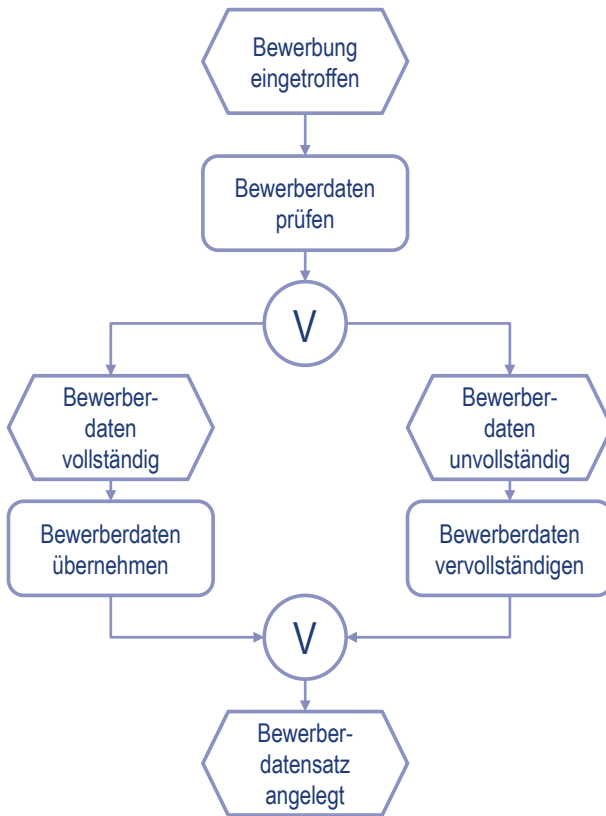 Bewerbung
eingetroffen
Bewerberdaten
prüfen
V
Bewerber-
daten
vollständig
Bewerber-
daten
unvollständig
Bewerberdaten
übernehmen
Bewerberdaten
vervollständigen
V
Bewerber-
datensatz
angelegt